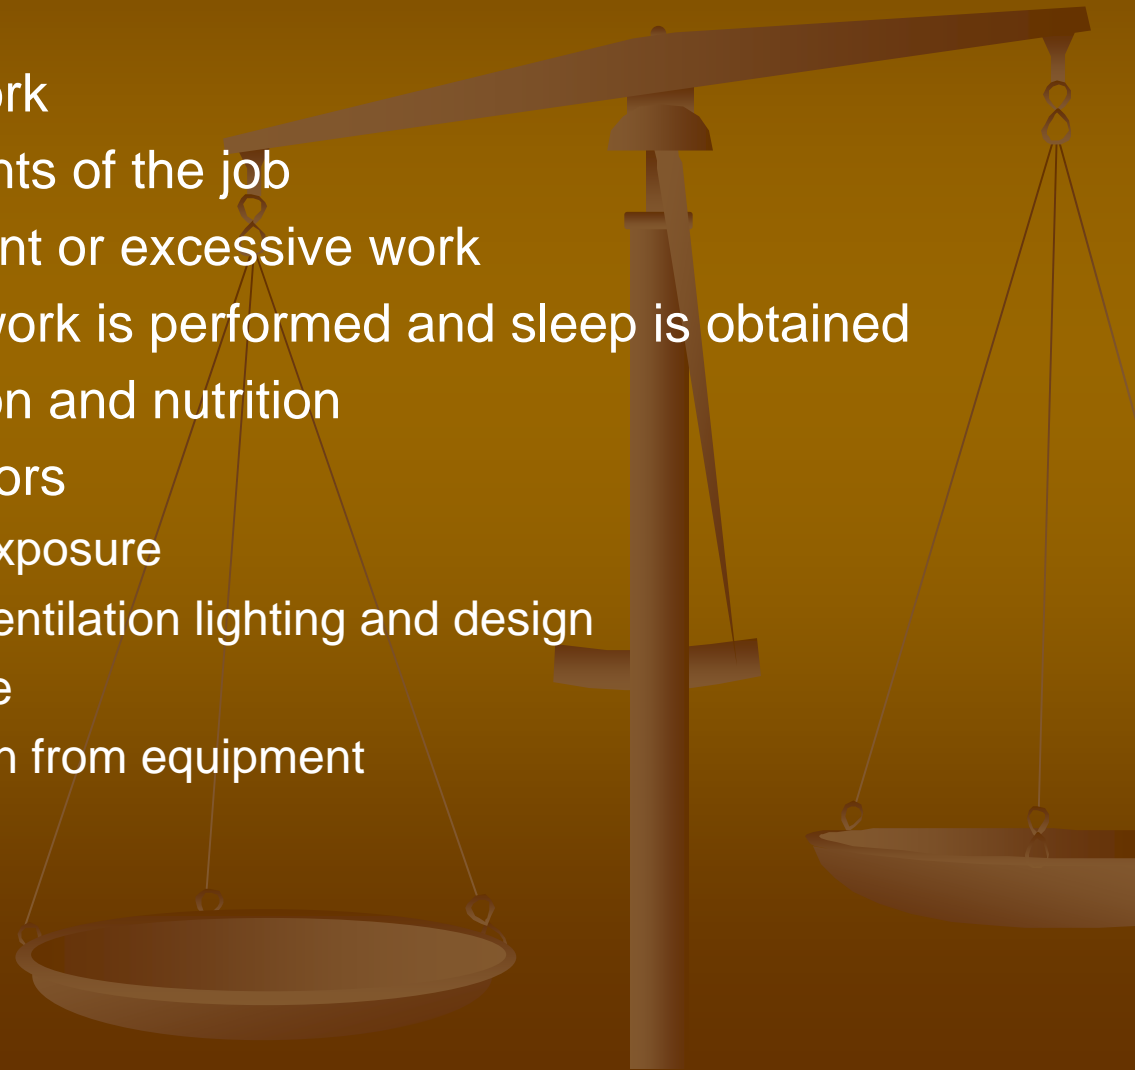 ork
nts of the job
nt or excessive work
work is performed and sleep is obtained
on and nutrition
ors
xposure
entilation lighting and design
e
n from equipment